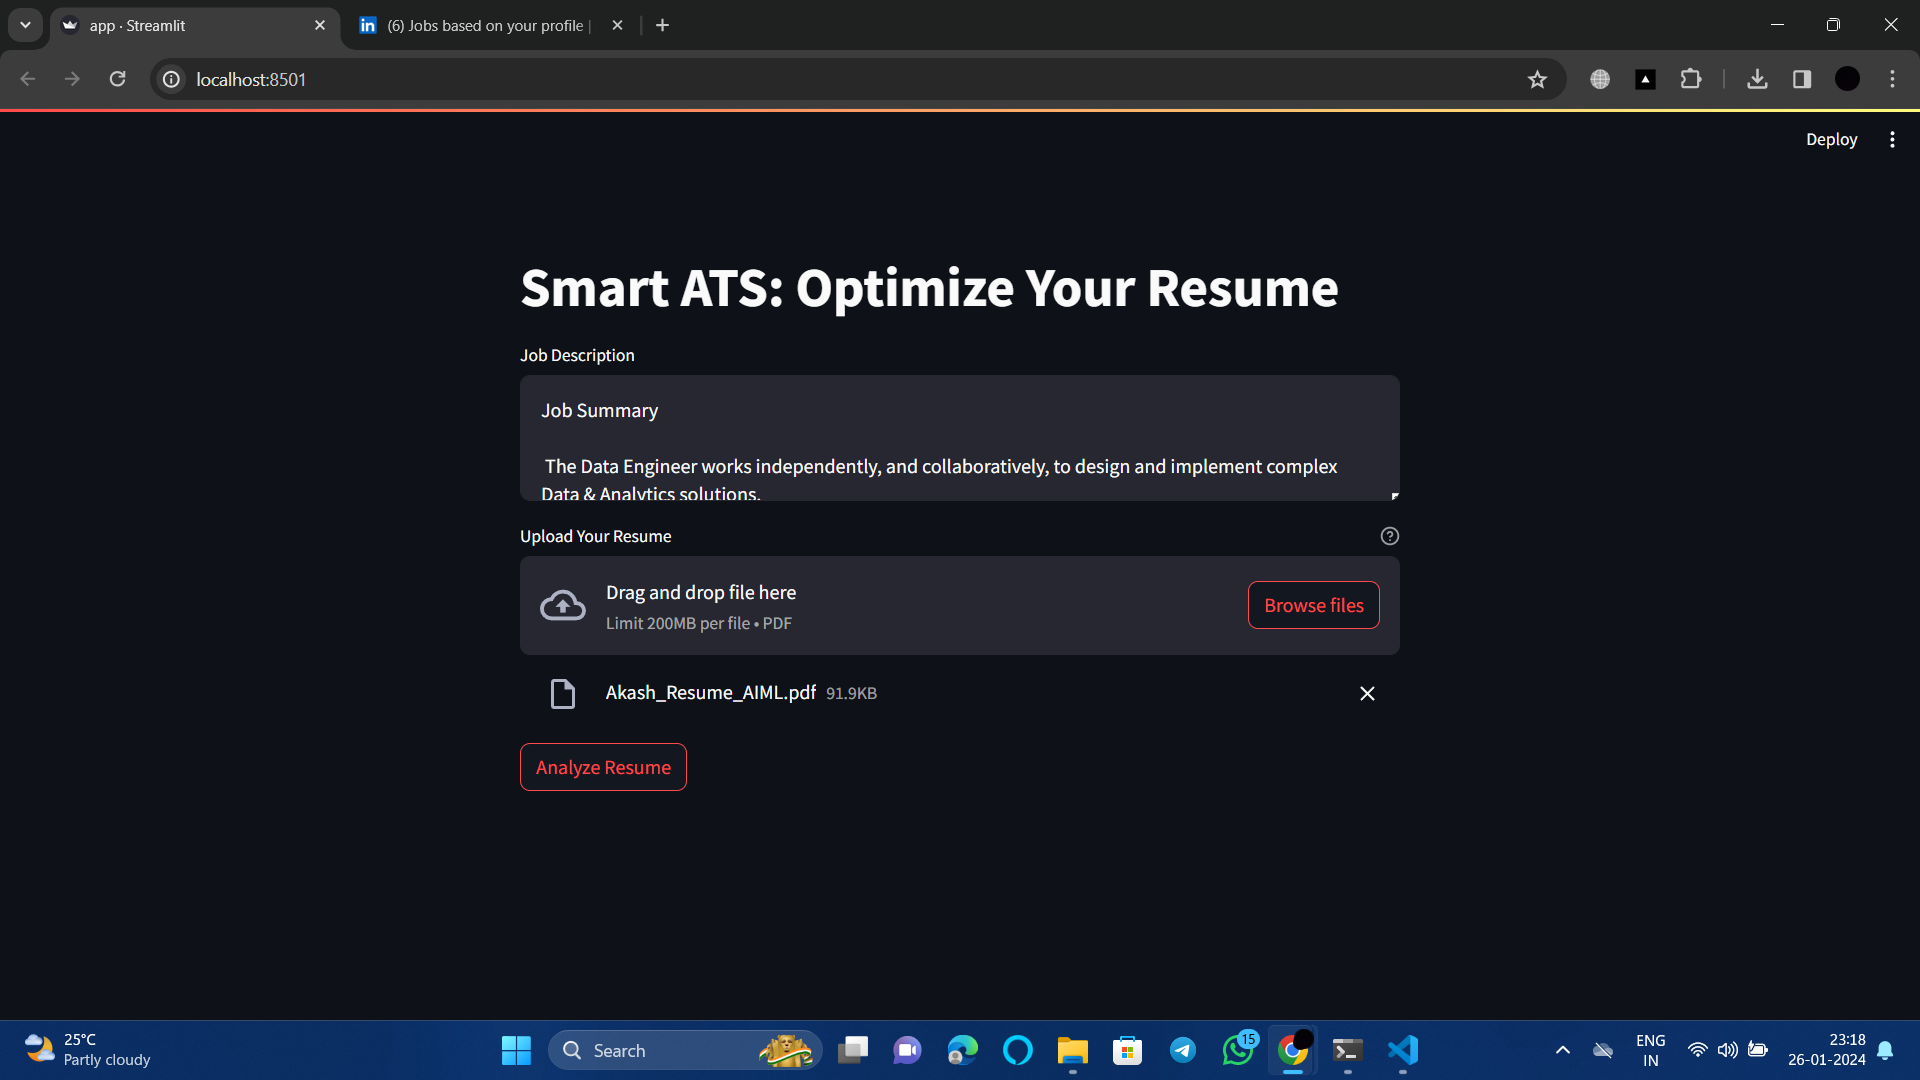 app · Streamlit
(6) Jobs based on your profile |
localhost:8501
Deploy
Smart ATS: Optimize Your Resume
Job Description
Job Summary
The Data Engineer works independently, and collaboratively, to design and implement complex
Data & Analytics solutions.
Upload Your Resume
Drag and drop file here
Limit 200MB per file • PDF
Browse files
Akash_Resume_AIML.pdf 91.9KB
Analyze Resume
25°C
Partly cloudy
Search
15
ENG
IN
23:18
26-01-2024